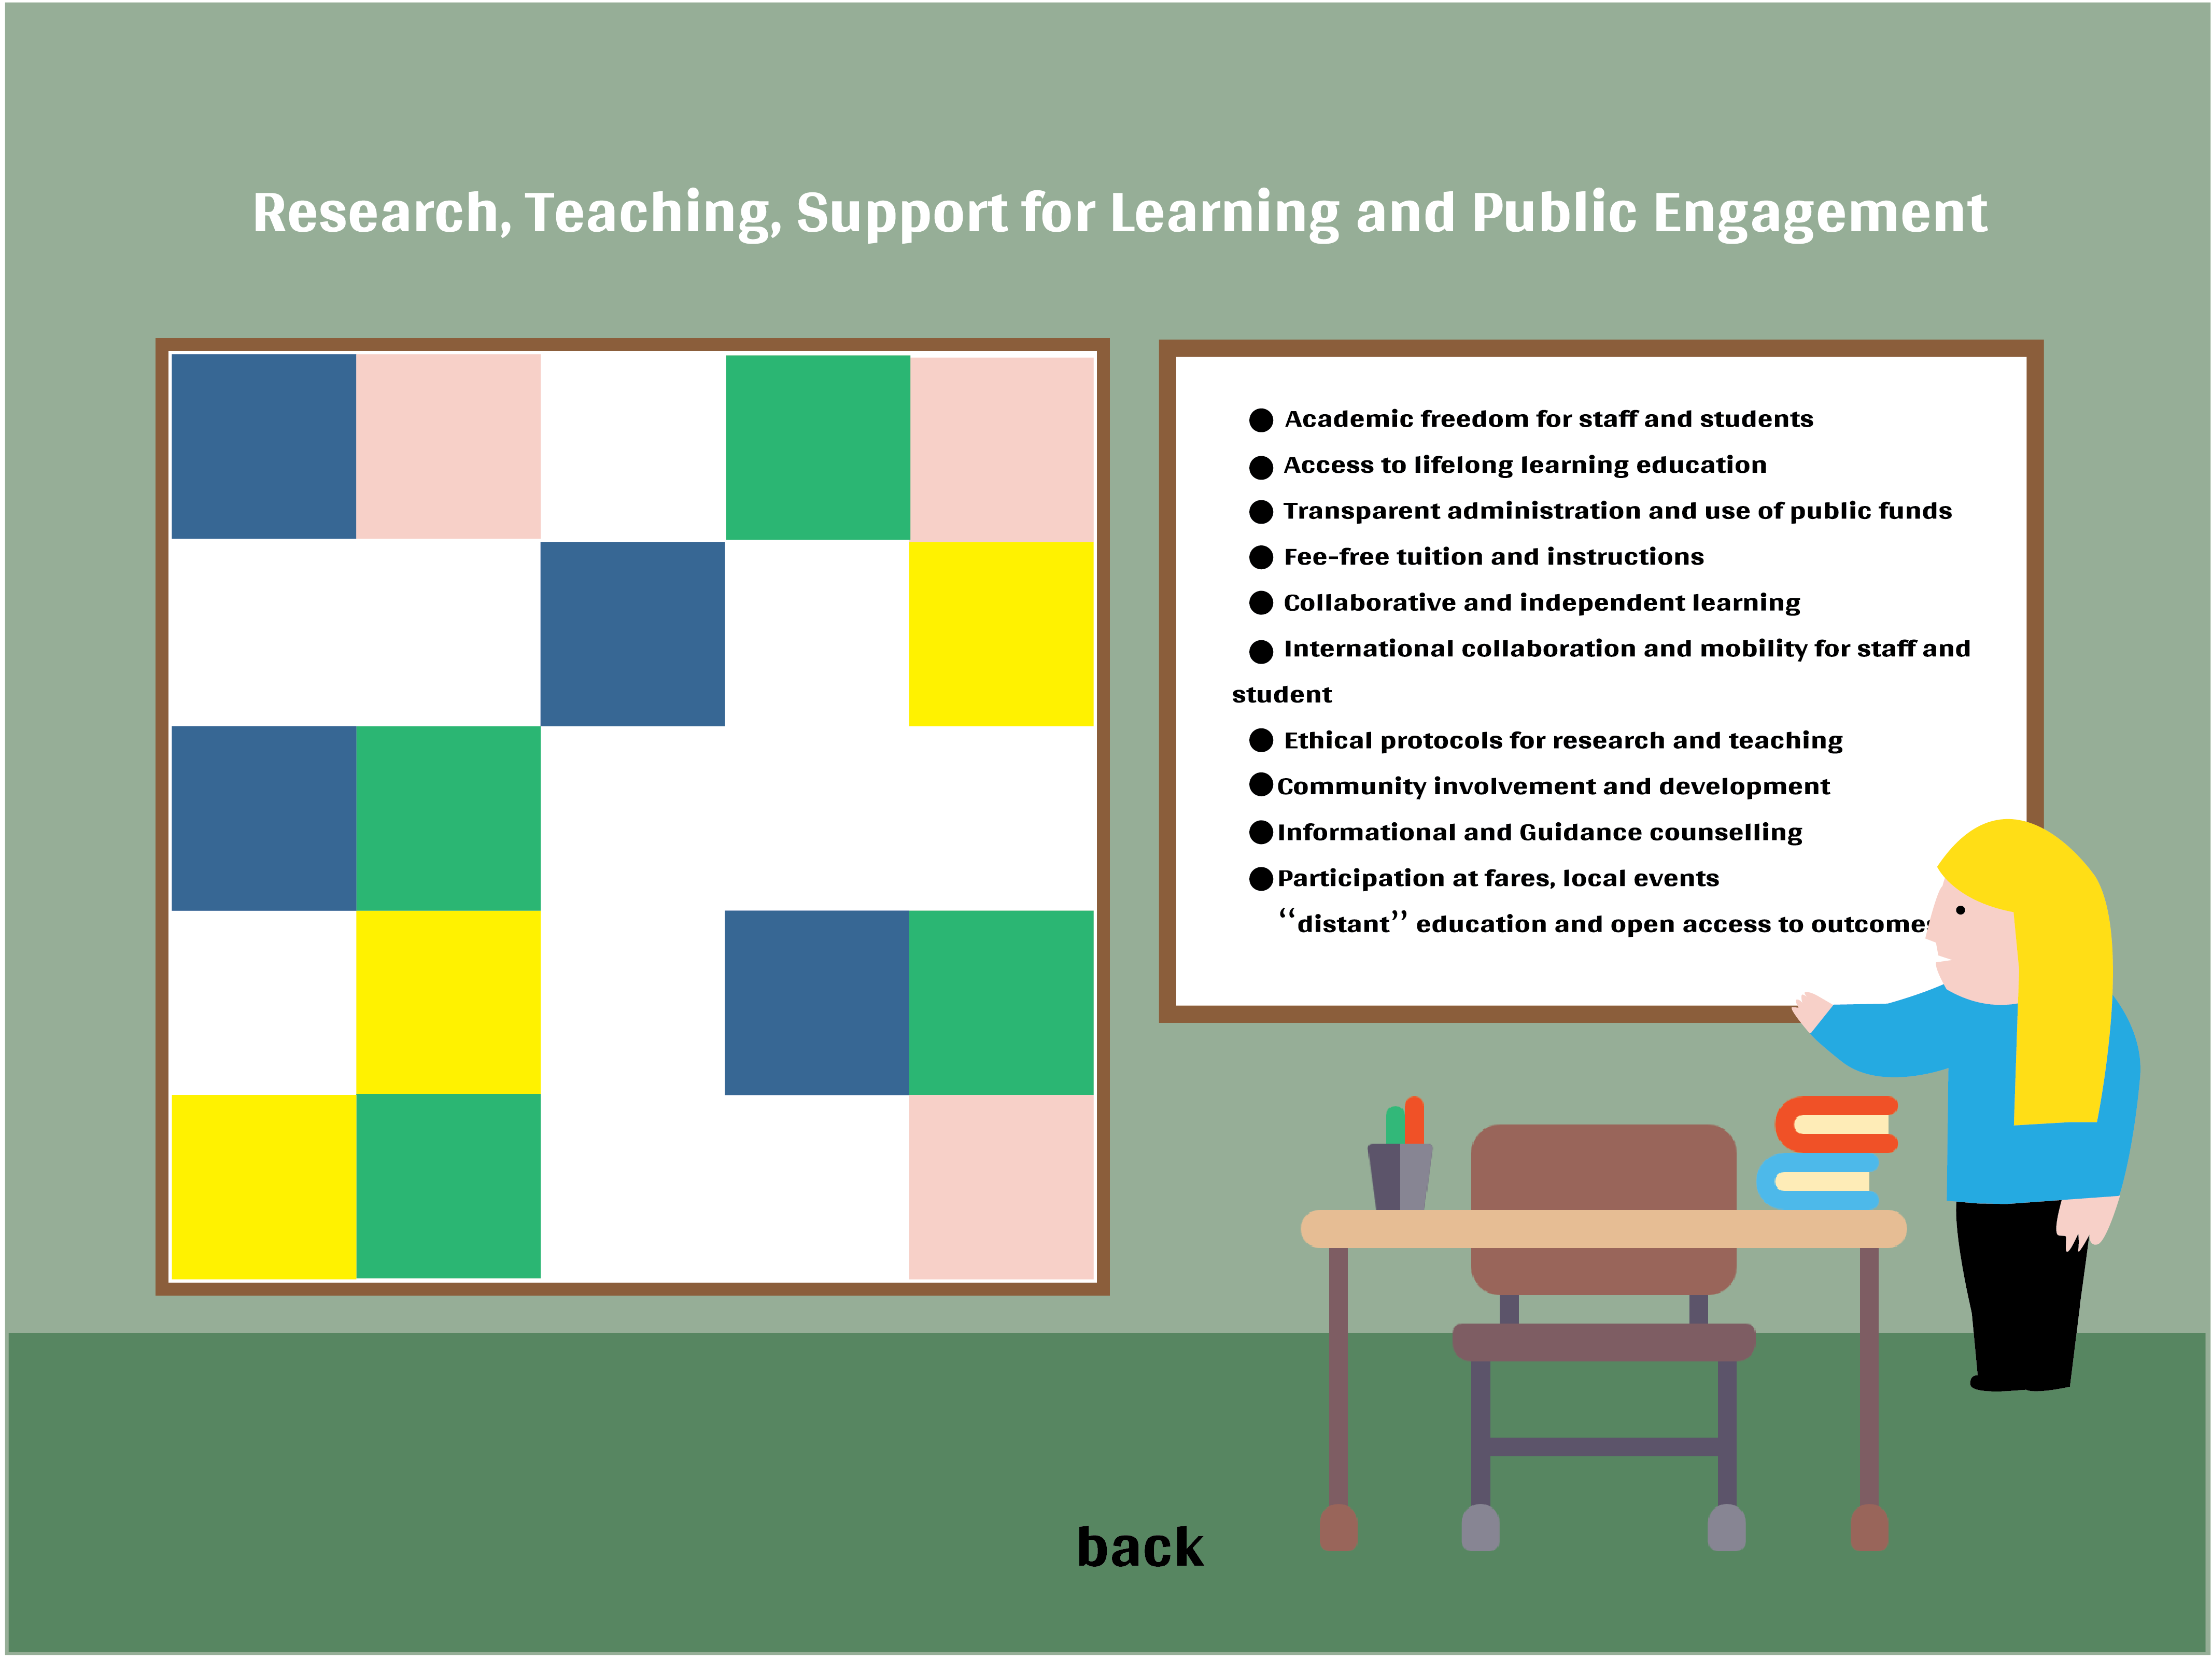 Research, Teaching, Support for Learning and Public Engagement
● Academic freedom for staff and students
● Access to lifelong learning education
● Transparent administration and use of public funds
● Fee-free tuition and instructions
● Collaborative and independent learning
● International collaboration and mobility for staff and
student
● Ethical protocols for research and teaching
● Community involvement and development
● Informational and Guidance counselling
● Participation at fares, local events
“distant” education and open access to outcomes
back